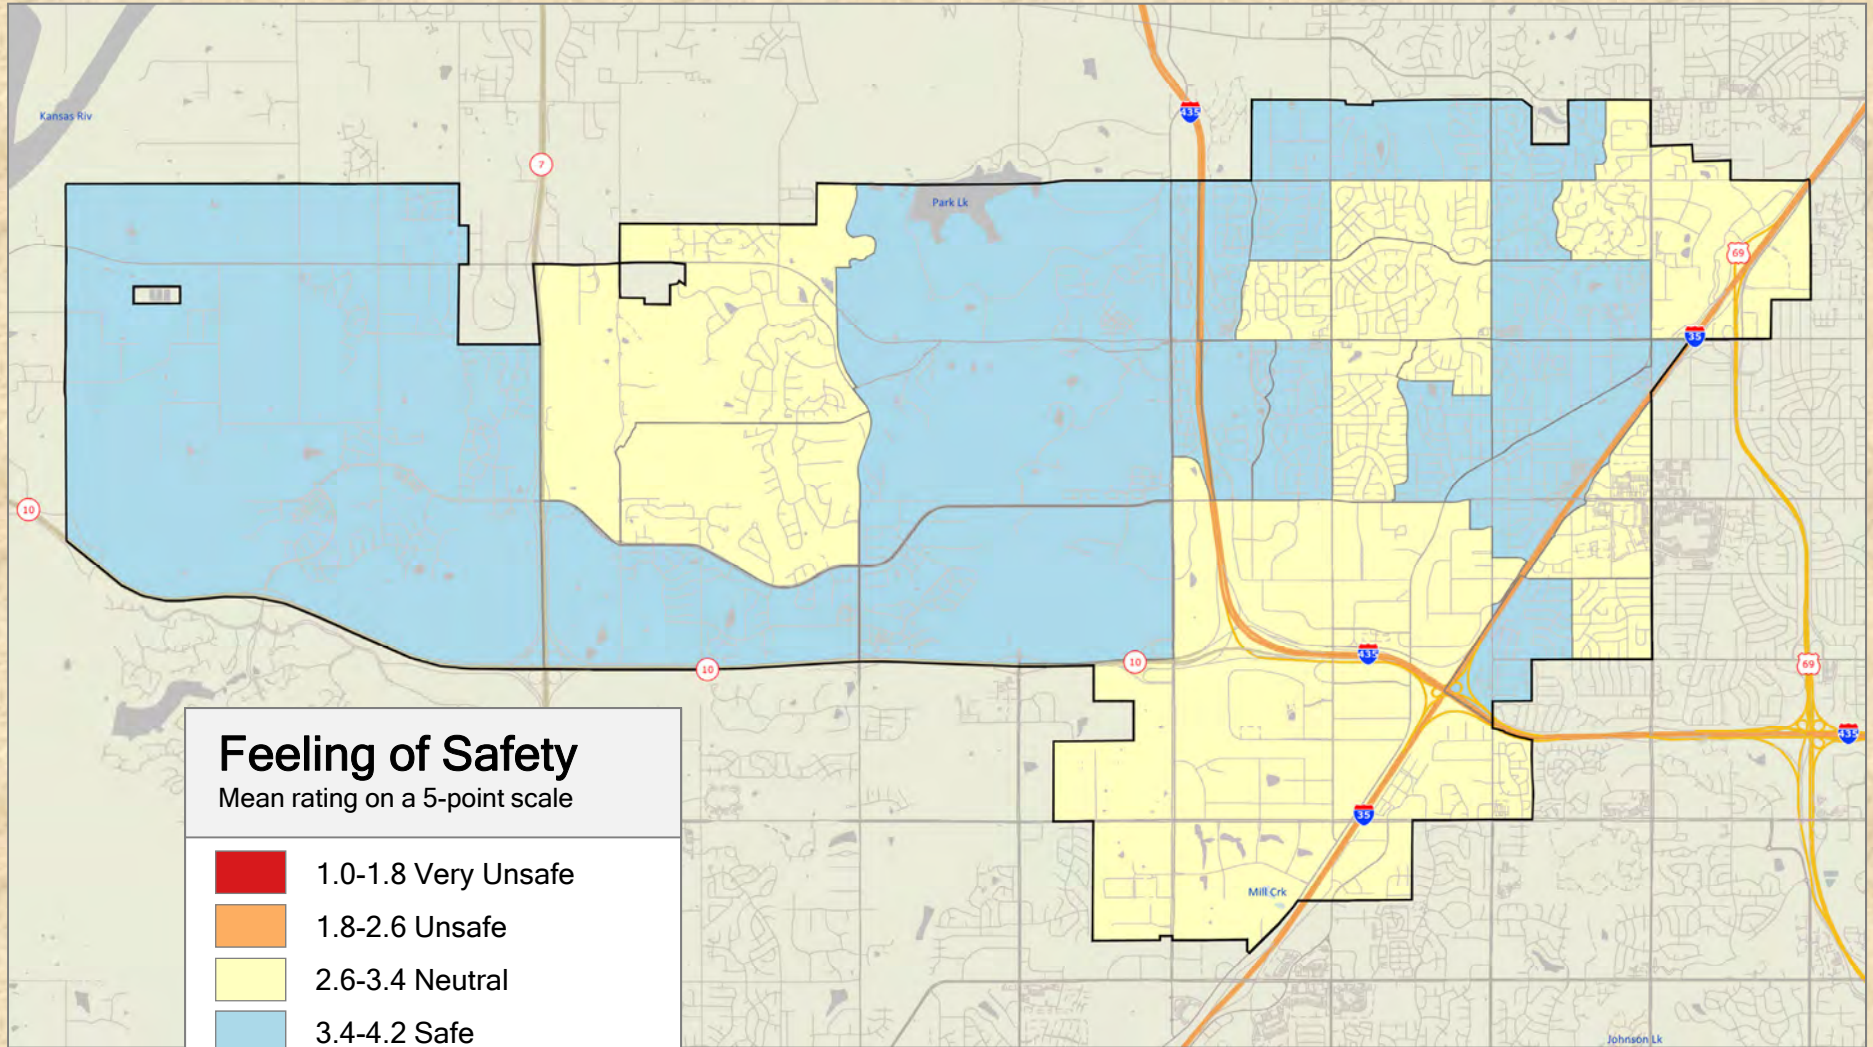 435
Kansas Riv
7
Park Lk
69
35
10
435
10
10
69
435
Feeling of Safety
Mean rating on a 5-point scale
35
1.0-1.8 Very Unsafe
Mill Crk
1.8-2.6 Unsafe
2.6-3.4 Neutral
3.4-4.2 Safe
Johnson Lk